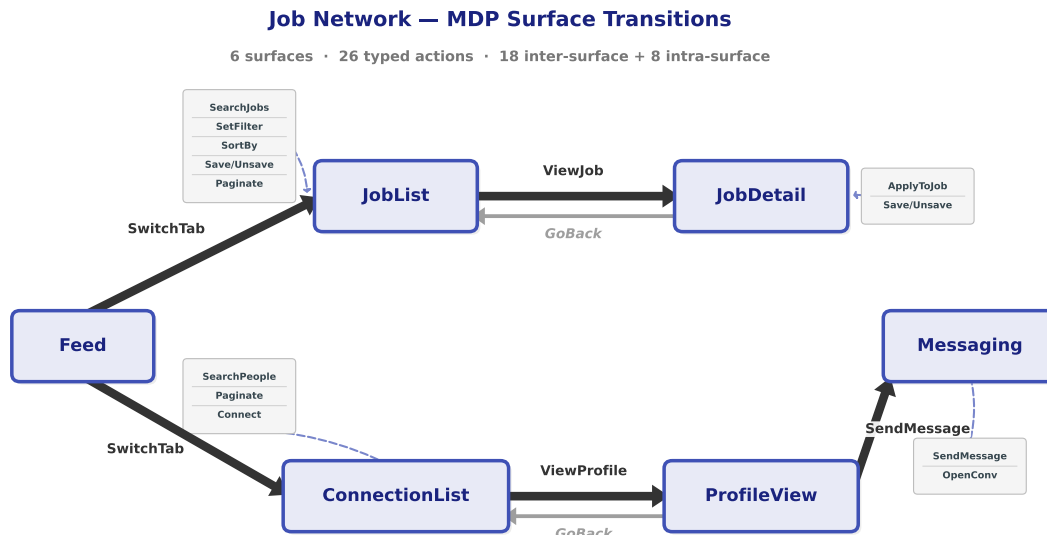 Job Network — MDP Surface Transitions
6 surfaces · 26 typed actions · 18 inter-surface + 8 intra-surface
SearchJobs
SetFilter
SortBy
Save/Unsave
Paginate
JobList
ViewJob
GoBack
JobDetail
ApplyToJob
Save/Unsave
SwitchTab
Feed
Messaging
SearchPeople
Paginate
Connect
SwitchTab
SendMessage
SendMessage
OpenConv
ConnectionList
ViewProfile
GoBack
ProfileView